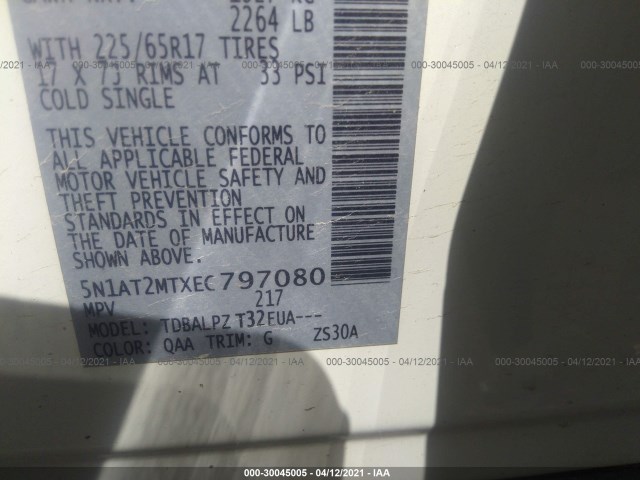 2264 LB
WITH 225/65R17 TIRES
17 X 7J RIMS AT 33 PSI
COLD SINGLE
THIS VEHICLE CONFORMS TO
ALL APPLICABLE FEDERAL
MOTOR VEHICLE SAFETY AND
THEFT PREVENTION
STANDARDS IN EFFECT ON
THE DATE OF MANUFACTURE
SHOWN ABOVE.
5N1AT2MTXEC797080
MPV 217
MODEL: TDBALPZ T32EUA---
COLOR: QAA TRIM: G ZS30A
000-30045005 - 04/12/2021 - IAA